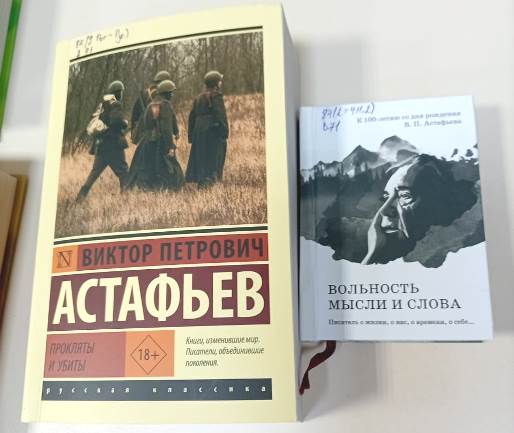 ВИКТОР ПЕТРОВИЧ
АСТАФЬЕВ
ПРОКЛЯТЫ
И УБИТЫ
18+
Книги, изменившие мир.
Писатели, объединившие
поколения.
русская классика
К 100-летию со дня рождения
В. П. Астафьева
ВОЛЬНОСТЬ
МЫСЛИ И СЛОВА
Писатель о жизни, о нас, о времени, о себе...